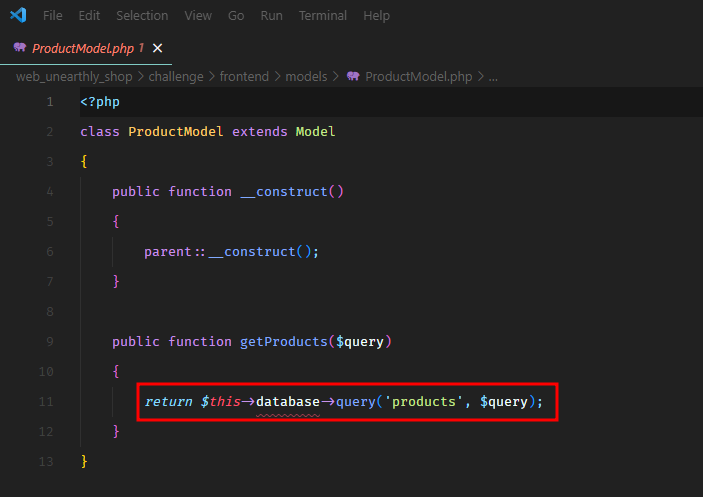 File Edit Selection View Go Run Terminal Help
ProductModel.php 1 ×
web_unearthly_shop > challenge > frontend > models > ProductModel.php > ...
1 <?php
2 class ProductModel extends Model
3 {
4 public function __construct()
5 {
6 parent::__construct();
7 }
8
9 public function getProducts($query)
10 {
11 return $this->database->query('products', $query);
12 }
13 }